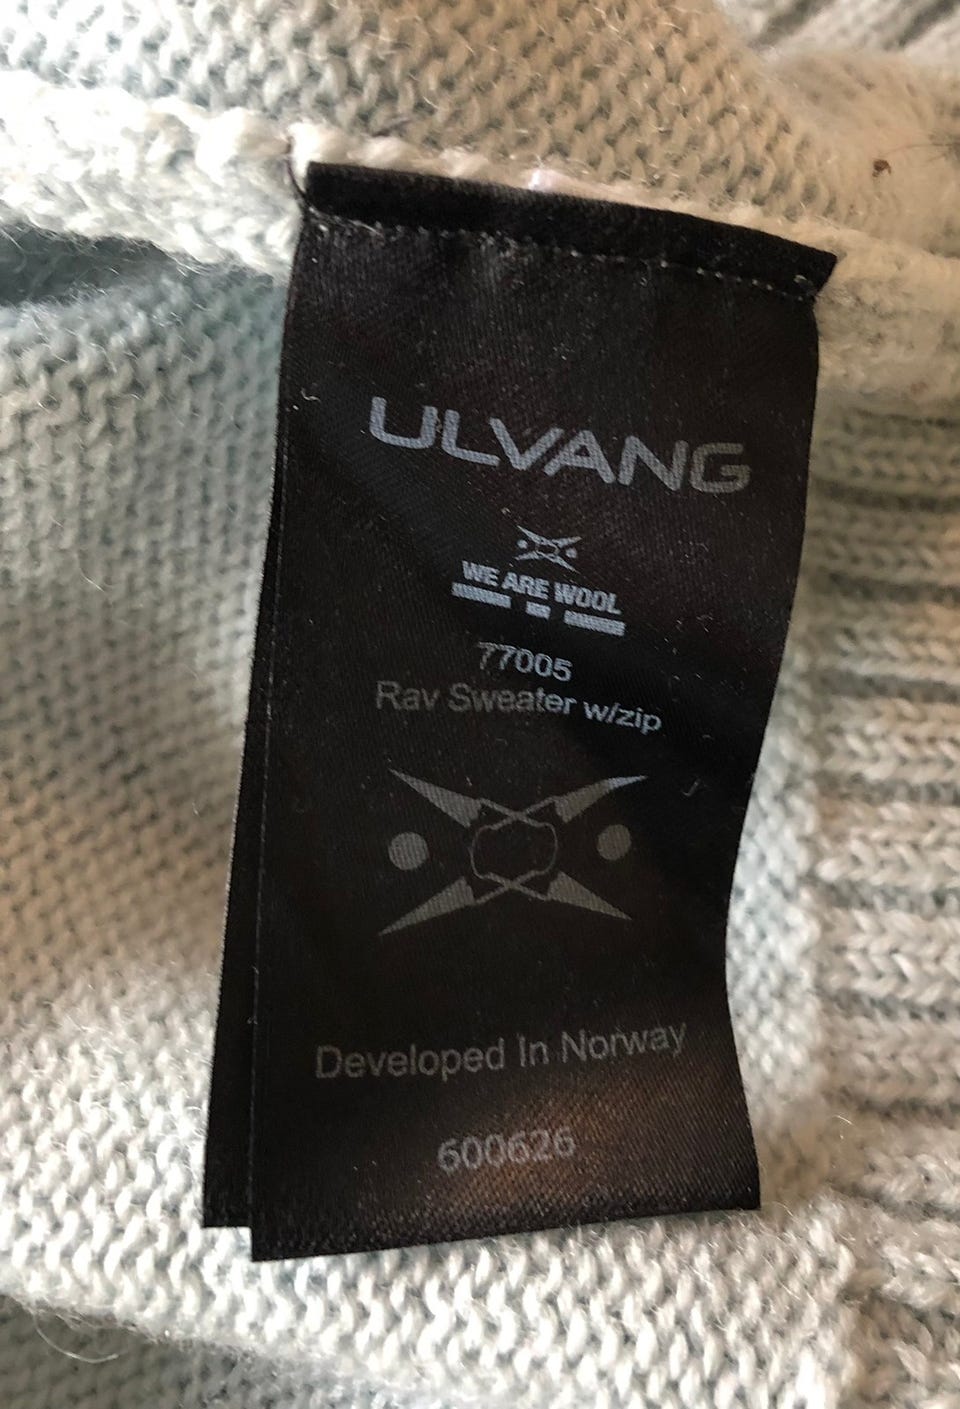 ULVANG
WE ARE WOOL
77005
Rav Sweater w/zip
Developed In Norway
600626